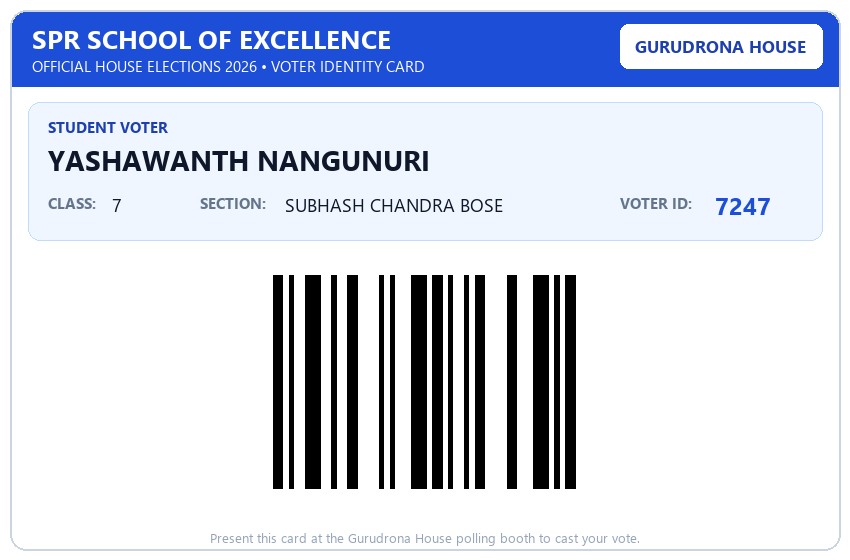 SPR SCHOOL OF EXCELLENCE
OFFICIAL HOUSE ELECTIONS 2026 • VOTER IDENTITY CARD
GURUDRONA HOUSE
STUDENT VOTER
YASHAWANTH NANGUNURI
CLASS: 7 SECTION: SUBHASH CHANDRA BOSE VOTER ID: 7247
Present this card at the Gurudrona House polling booth to cast your vote.